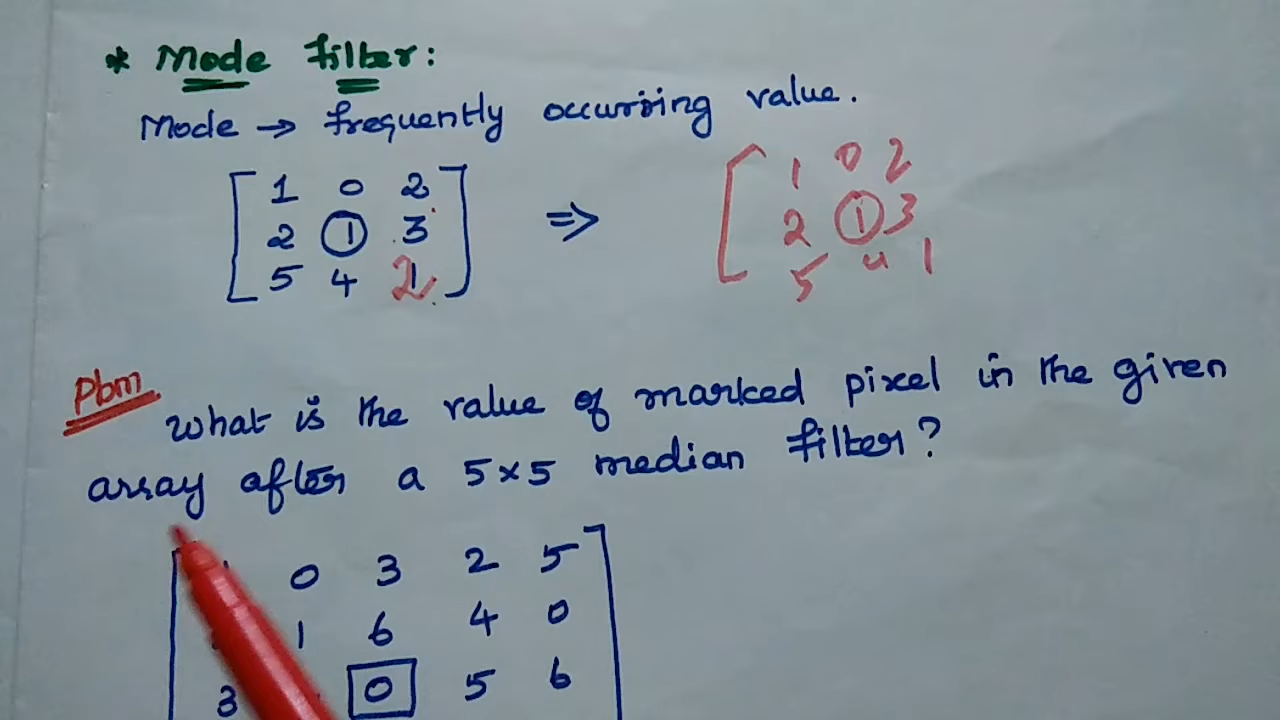 * Mode Filter:
Mode → frequently occurring value.
1 0 2
2 1 3
5 4 2
⇒
1 0 2
2 1 3
5 4 1
Pbm
What is the value of marked pixel in the given
array after a 5×5 median filter?
0 3 2 5
1 6 4 0
3 0 5 6